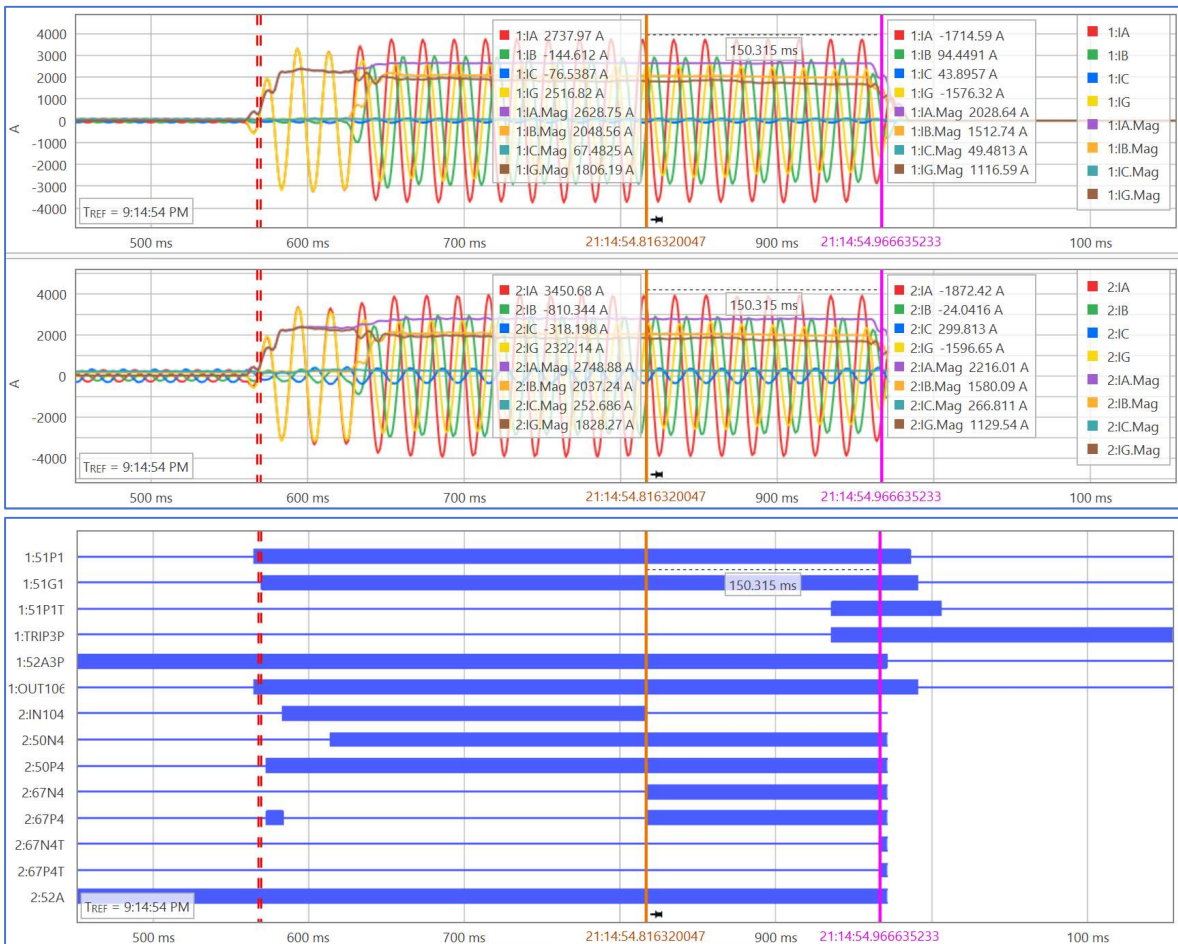 4000
3000
2000
1000
0
-1000
-2000
-3000
-4000
A
1:IA 2737.97 A
1:IB -144.612 A
1:IC -76.5387 A
1:IG 2516.82 A
1:IA.Mag 2628.75 A
1:IB.Mag 2048.56 A
1:IC.Mag 67.4825 A
1:IG.Mag 1806.19 A
150.315 ms
1:IA -1714.59 A
1:IB 94.4491 A
1:IC 43.8957 A
1:IG -1576.32 A
1:IA.Mag 2028.64 A
1:IB.Mag 1512.74 A
1:IC.Mag 49.4813 A
1:IG.Mag 1116.59 A
1:IA
1:IB
1:IC
1:IG
1:IA.Mag
1:IB.Mag
1:IC.Mag
1:IG.Mag
TREF = 9:14:54 PM
500 ms 600 ms 700 ms 21:14:54.816320047 900 ms 21:14:54.966635233 100 ms
4000
2000
0
-2000
-4000
A
2:IA 3450.68 A
2:IB -810.344 A
2:IC -318.198 A
2:IG 2322.14 A
2:IA.Mag 2748.88 A
2:IB.Mag 2037.24 A
2:IC.Mag 252.686 A
2:IG.Mag 1828.27 A
150.315 ms
2:IA -1872.42 A
2:IB -24.0416 A
2:IC 299.813 A
2:IG -1596.65 A
2:IA.Mag 2216.01 A
2:IB.Mag 1580.09 A
2:IC.Mag 266.811 A
2:IG.Mag 1129.54 A
2:IA
2:IB
2:IC
2:IG
2:IA.Mag
2:IB.Mag
2:IC.Mag
2:IG.Mag
TREF = 9:14:54 PM
500 ms 600 ms 700 ms 21:14:54.816320047 900 ms 21:14:54.966635233 100 ms
1:51P1
1:51G1
150.315 ms
1:51P1T
1:TRIP3P
1:52A3P
1:OUT106
2:IN104
2:50N4
2:50P4
2:67N4
2:67P4
2:67N4T
2:67P4T
2:52A
TREF = 9:14:54 PM
500 ms 600 ms 700 ms 21:14:54.816320047 900 ms 21:14:54.966635233 100 ms